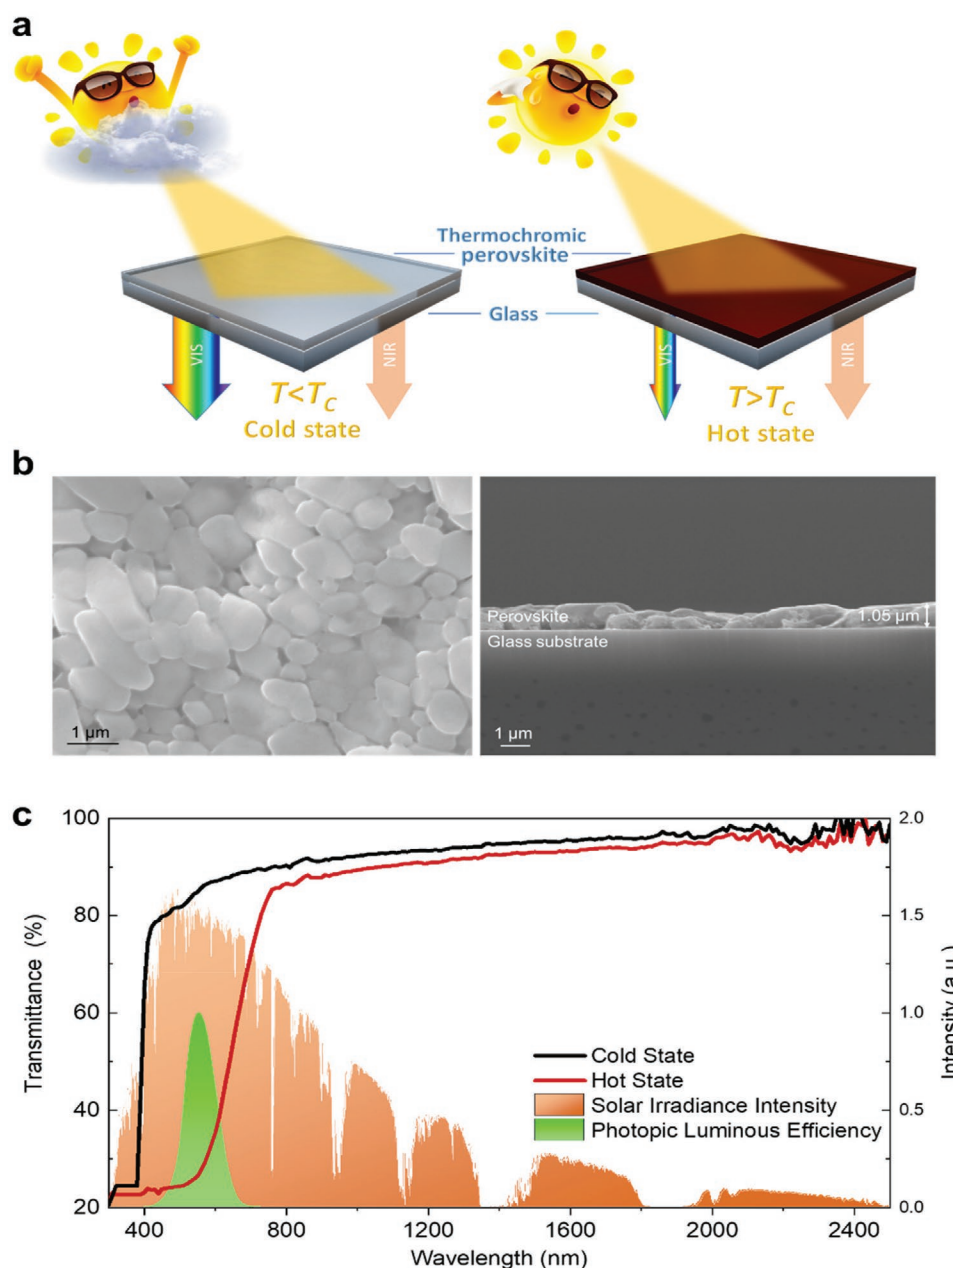 a
Thermochromic
perovskite
Glass
VIS
NIR
VIS
NIR
T<TC
Cold state
T>TC
Hot state
b
1 µm
Perovskite
Glass substrate
1.05 µm
1 µm
c
100
80
60
40
20
Transmittance (%)
2.0
1.5
1.0
0.5
0.0
Intensity (a.u.)
Cold State
Hot State
Solar Irradiance Intensity
Photopic Luminous Efficiency
400
800
1200
1600
2000
2400
Wavelength (nm)